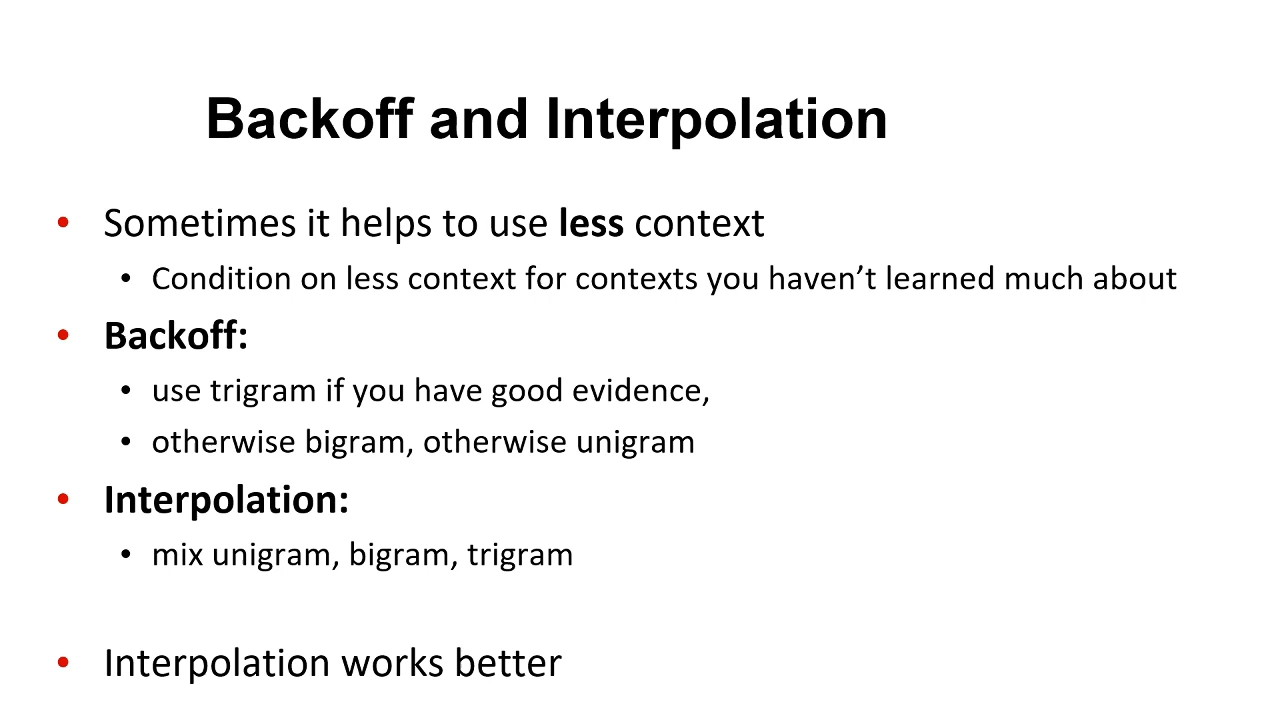 Backoff and Interpolation
• Sometimes it helps to use less context
• Condition on less context for contexts you haven’t learned much about
• Backoff:
• use trigram if you have good evidence,
• otherwise bigram, otherwise unigram
• Interpolation:
• mix unigram, bigram, trigram
• Interpolation works better